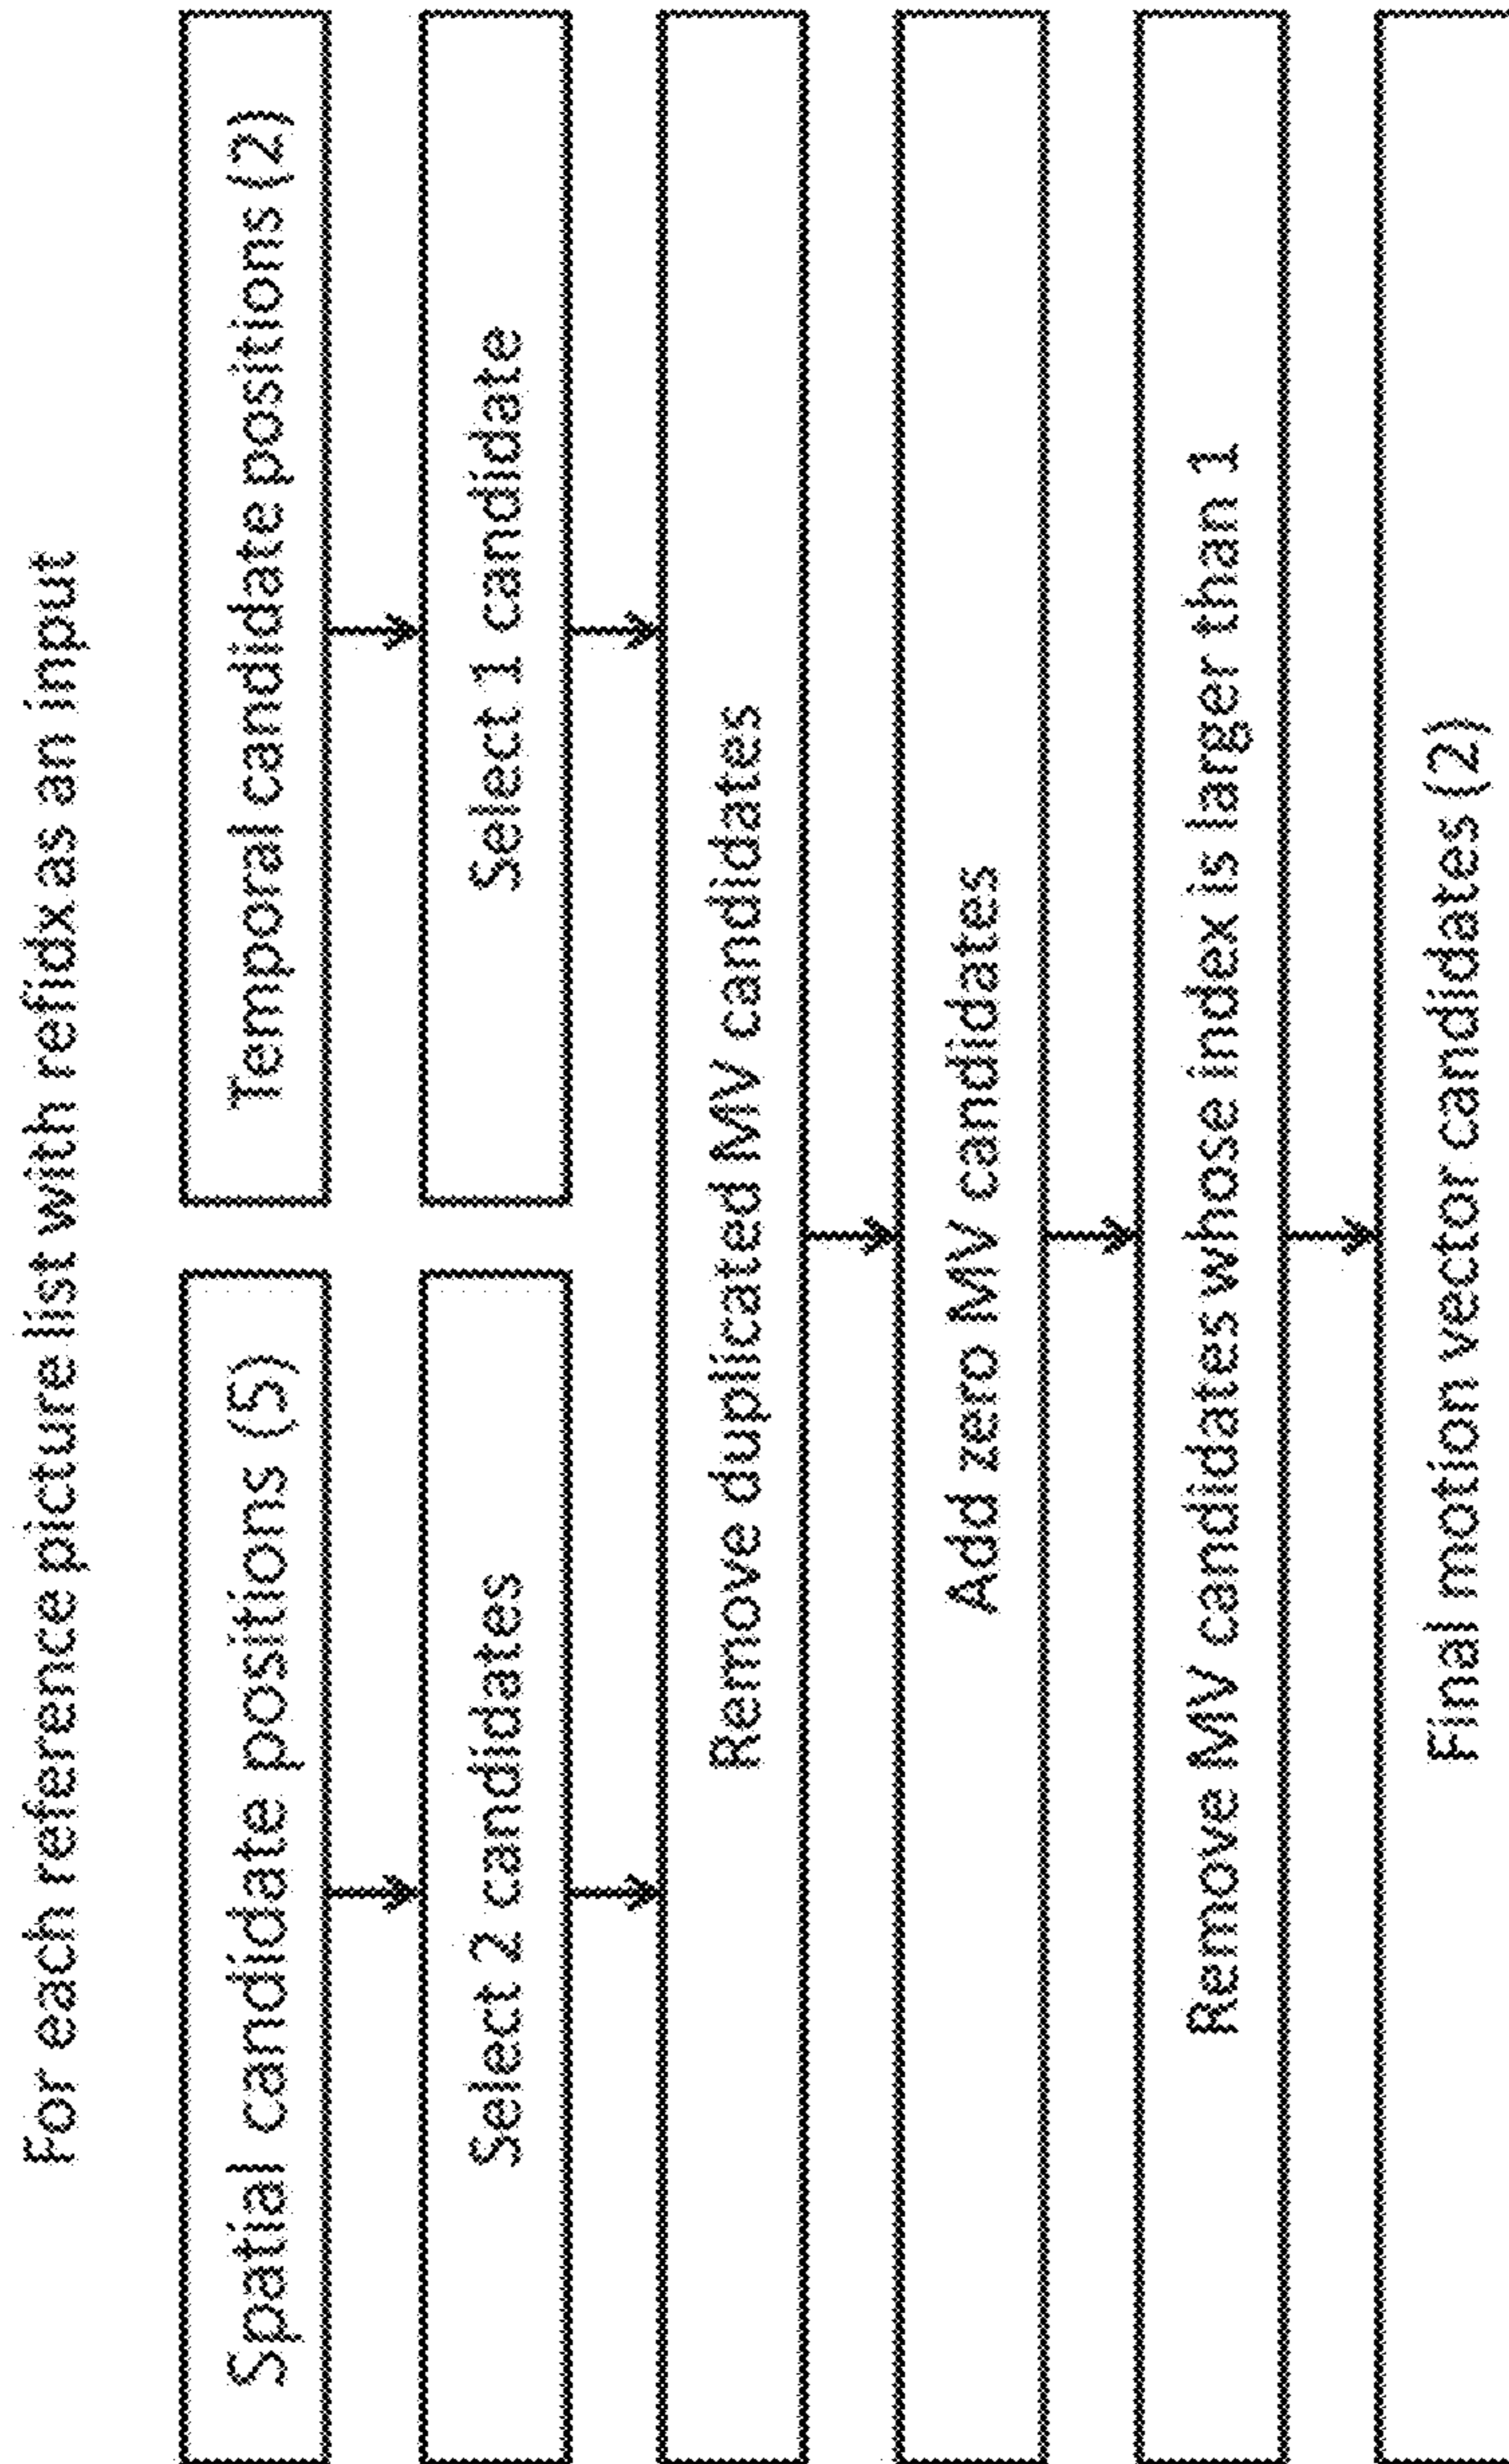 For each reference picture list with refidx as an input
Spatial candidate positions (5)
Temporal candidate positions (2)
Select 2 candidates
Select 1 candidate
Remove duplicated MV candidates
Add zero MV candidates
Remove MV candidates whose index is larger than 1
Final motion vector candidates (2)